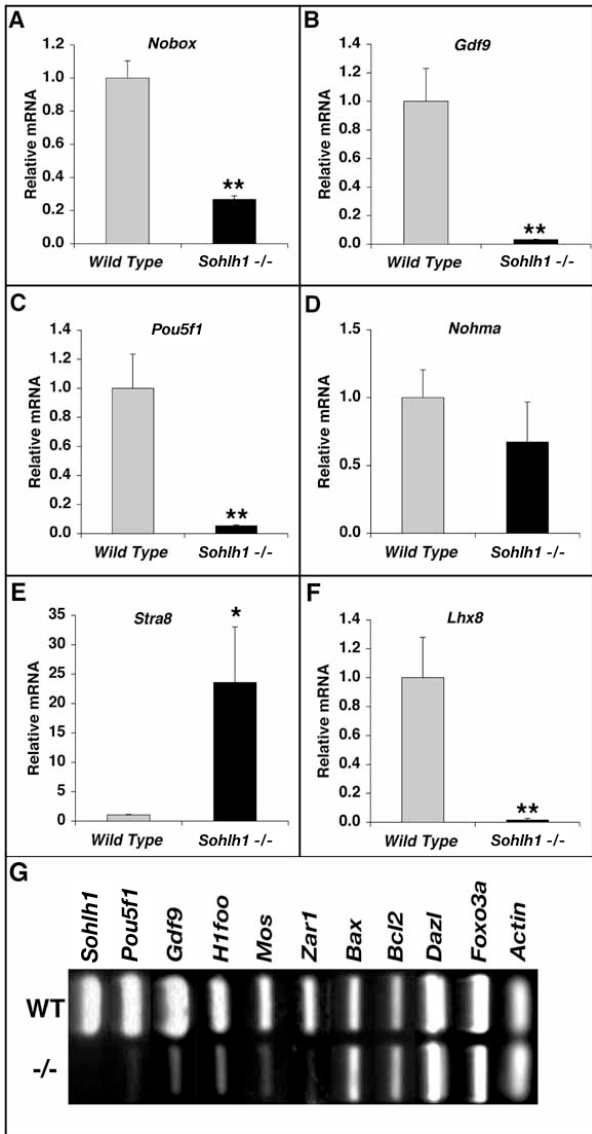 A
Nobox
Relative mRNA
1.2
1.0
0.8
0.6
0.4
0.2
0.0
**
Wild Type
Sohlh1 -/-
B
Gdf9
Relative mRNA
1.4
1.2
1.0
0.8
0.6
0.4
0.2
0.0
**
Wild Type
Sohlh1 -/-
C
Pou5f1
Relative mRNA
1.4
1.2
1.0
0.8
0.6
0.4
0.2
0.0
**
Wild Type
Sohlh1 -/-
D
Nohma
Relative mRNA
1.5
1.0
0.5
0.0
Wild Type
Sohlh1 -/-
E
Stra8
Relative mRNA
35
30
25
20
15
10
5
0
*
Wild Type
Sohlh1 -/-
F
Lhx8
Relative mRNA
1.4
1.2
1.0
0.8
0.6
0.4
0.2
0.0
**
Wild Type
Sohlh1 -/-
G
Sohlh1
Pou5f1
Gdf9
H1foo
Mos
Zar1
Bax
Bcl2
Dazl
Foxo3a
Actin
WT
-/-